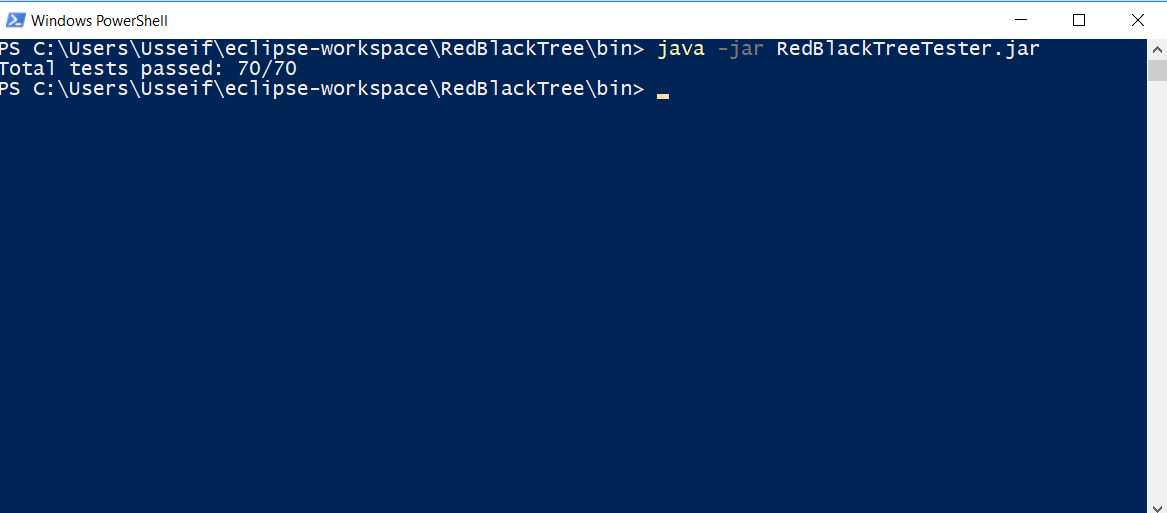 Windows PowerShell
PS C:\Users\Usseif\eclipse-workspace\RedBlackTree\bin> java -jar RedBlackTreeTester.jar
Total tests passed: 70/70
PS C:\Users\Usseif\eclipse-workspace\RedBlackTree\bin>